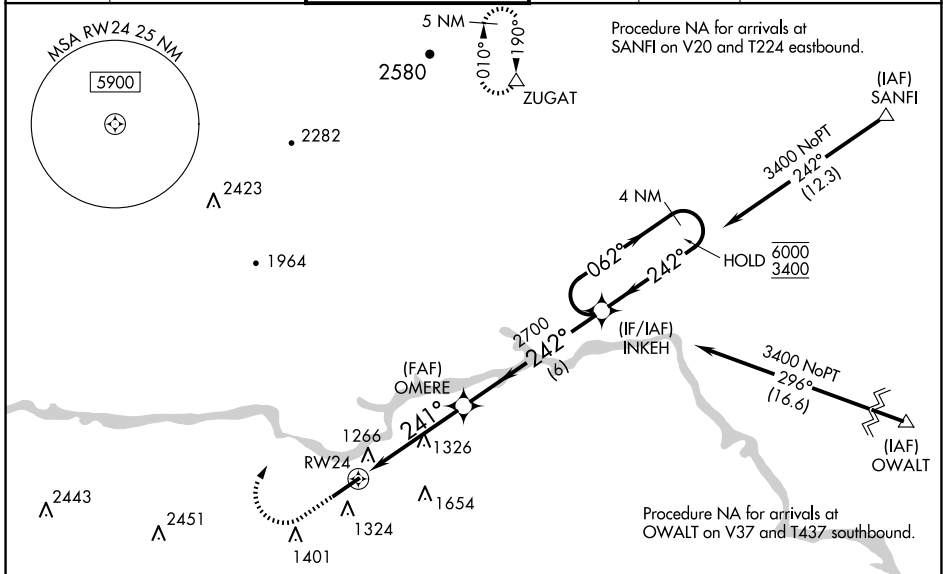 MSA RW24 25 NM
5900
5 NM
010°
190°
ZUGAT
2580
2282
2423
1964
Procedure NA for arrivals at
SANFI on V20 and T224 eastbound.
(IAF)
SANFI
3400 NoPT
242°
(12.3)
4 NM
062°
242°
HOLD
6000
3400
(IF/IAF)
INKEH
2700
242°
(6)
(FAF)
OMERE
241°
3400 NoPT
296°
(16.6)
(IAF)
OWALT
1266
1326
RW24
1654
1324
1401
2443
2451
Procedure NA for arrivals at
OWALT on V37 and T437 southbound.